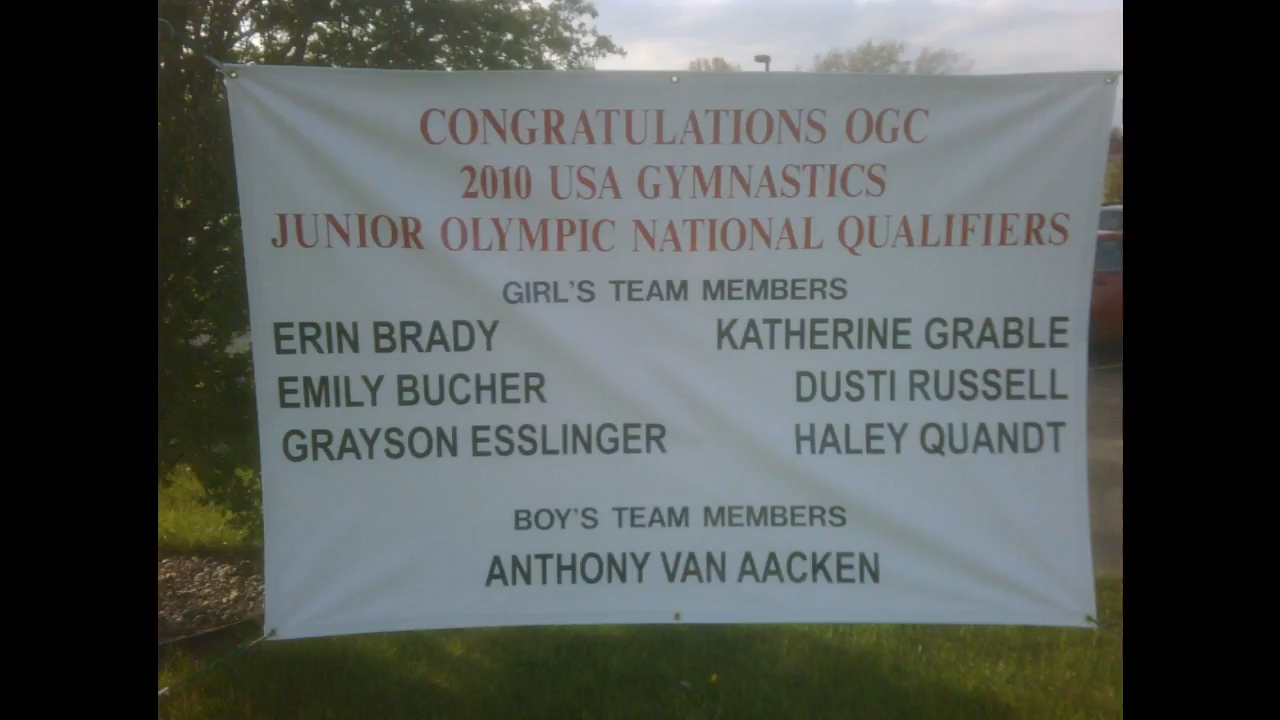 CONGRATULATIONS OGC
2010 USA GYMNASTICS
JUNIOR OLYMPIC NATIONAL QUALIFIERS
GIRL'S TEAM MEMBERS
ERIN BRADY KATHERINE GRABLE
EMILY BUCHER DUSTI RUSSELL
GRAYSON ESSLINGER HALEY QUANDT
BOY'S TEAM MEMBERS
ANTHONY VAN AACKEN